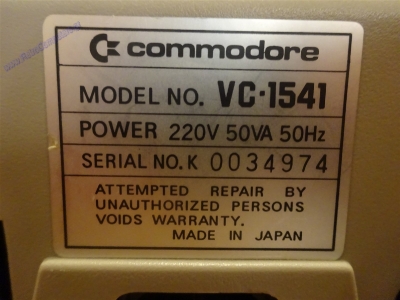 commodore
MODEL NO. VC-1541
POWER 220V 50VA 50Hz
SERIAL NO. K 0034974
ATTEMPTED REPAIR BY
UNAUTHORIZED PERSONS
VOIDS WARRANTY.
MADE IN JAPAN